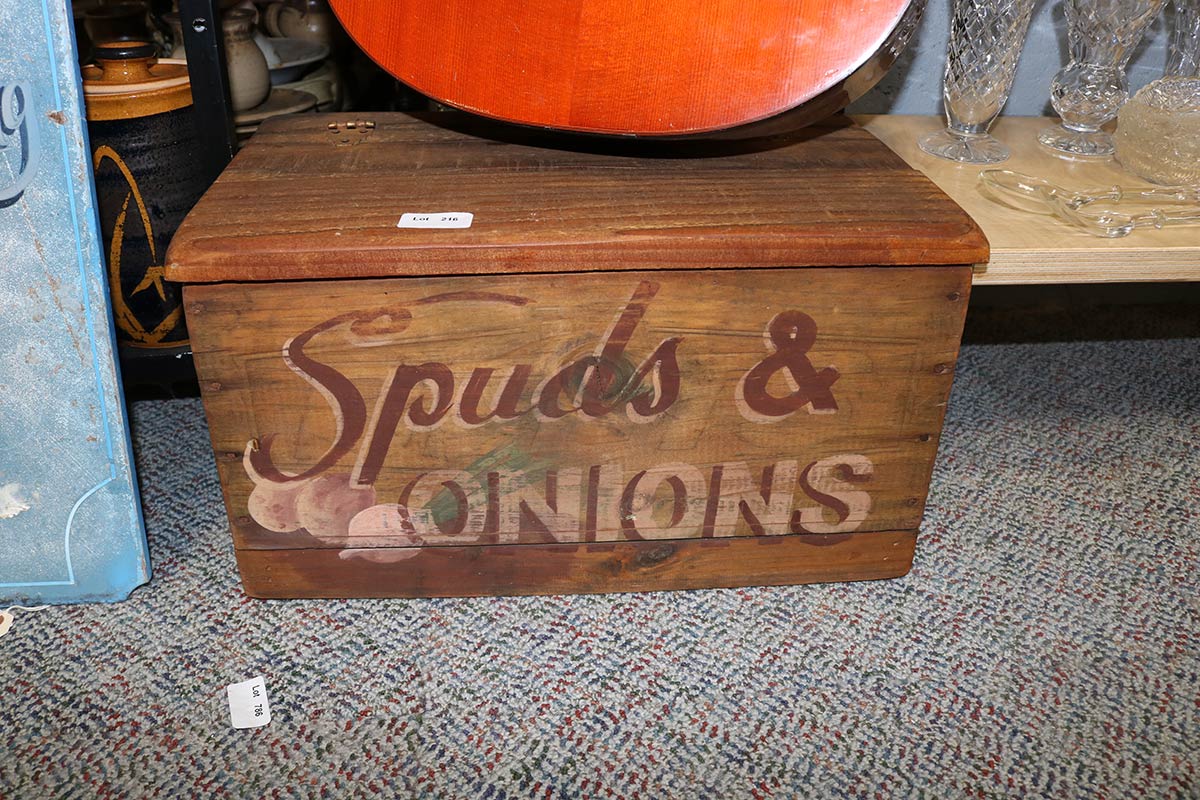 Lot 216
Spuds &
ONIONS
Lot 786